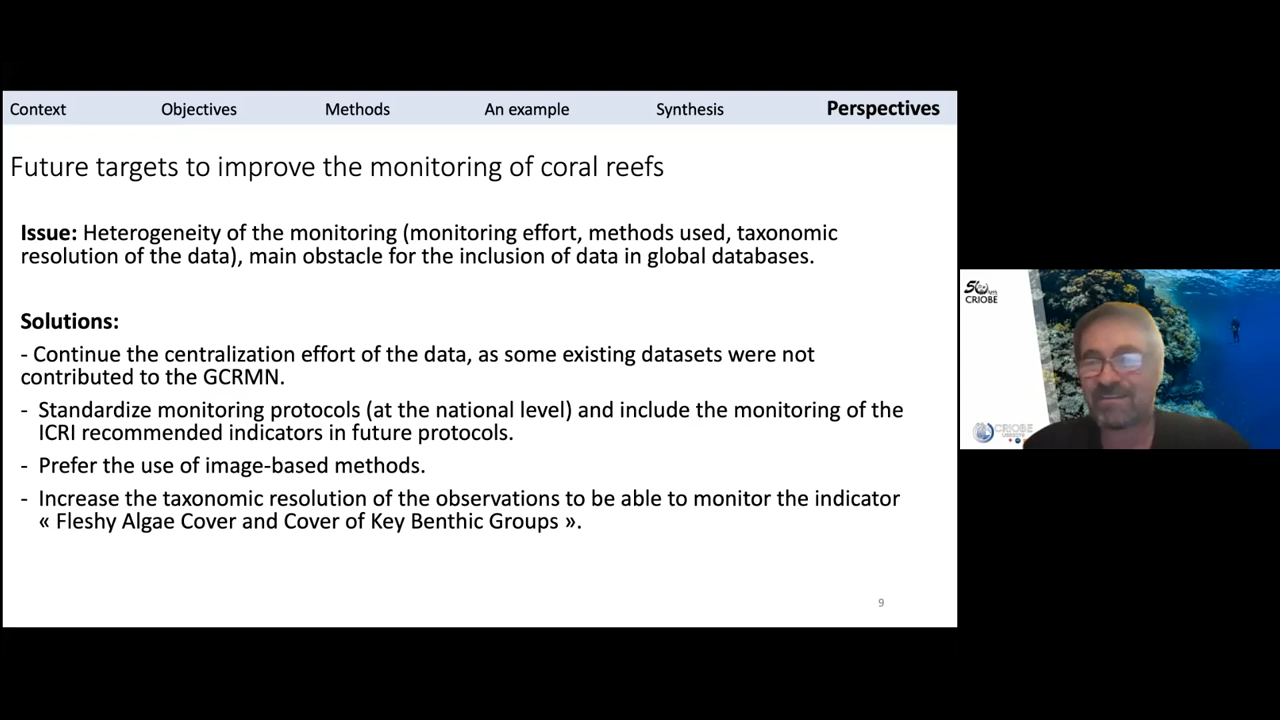 Context Objectives Methods An example Synthesis Perspectives
Future targets to improve the monitoring of coral reefs
Issue: Heterogeneity of the monitoring (monitoring effort, methods used, taxonomic
resolution of the data), main obstacle for the inclusion of data in global databases.
Solutions:
- Continue the centralization effort of the data, as some existing datasets were not
contributed to the GCRMN.
- Standardize monitoring protocols (at the national level) and include the monitoring of the
ICRI recommended indicators in future protocols.
- Prefer the use of image-based methods.
- Increase the taxonomic resolution of the observations to be able to monitor the indicator
« Fleshy Algae Cover and Cover of Key Benthic Groups ».
9
50 ans
CRIOBE
CRIOBE